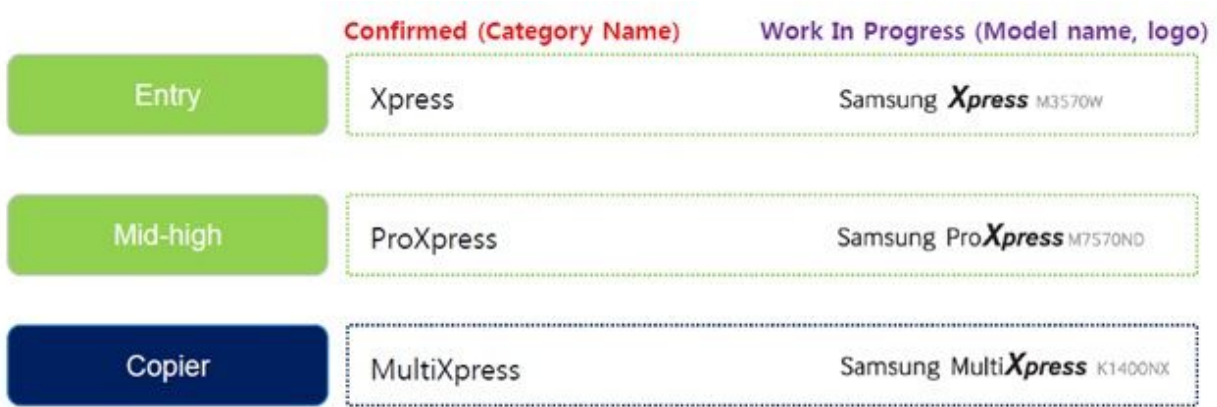 Confirmed (Category Name) Work In Progress (Model name, logo)
Entry Xpress Samsung Xpress M3570W
Mid-high ProXpress Samsung ProXpress M7570ND
Copier MultiXpress Samsung MultiXpress K1400NX